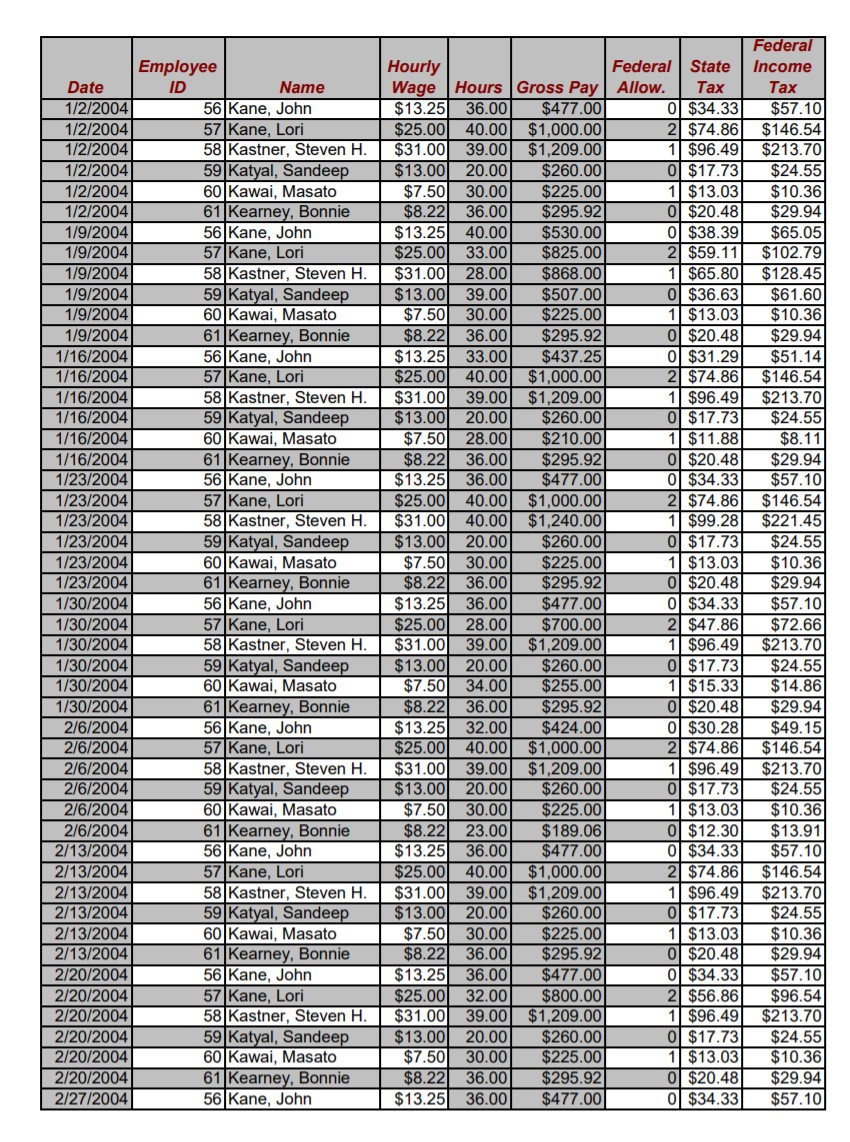 Date Employee ID Name Hourly Wage Hours Gross Pay Federal Allow. State Tax Federal Income Tax
1/2/2004 56 Kane, John $13.25 36.00 $477.00 0 $34.33 $57.10
1/2/2004 57 Kane, Lori $25.00 40.00 $1,000.00 2 $74.86 $146.54
1/2/2004 58 Kastner, Steven H. $31.00 39.00 $1,209.00 1 $96.49 $213.70
1/2/2004 59 Katyal, Sandeep $13.00 20.00 $260.00 0 $17.73 $24.55
1/2/2004 60 Kawai, Masato $7.50 30.00 $225.00 1 $13.03 $10.36
1/2/2004 61 Kearney, Bonnie $8.22 36.00 $295.92 0 $20.48 $29.94
1/9/2004 56 Kane, John $13.25 40.00 $530.00 0 $38.39 $65.05
1/9/2004 57 Kane, Lori $25.00 33.00 $825.00 2 $59.11 $102.79
1/9/2004 58 Kastner, Steven H. $31.00 28.00 $868.00 1 $65.80 $128.45
1/9/2004 59 Katyal, Sandeep $13.00 39.00 $507.00 0 $36.63 $61.60
1/9/2004 60 Kawai, Masato $7.50 30.00 $225.00 1 $13.03 $10.36
1/9/2004 61 Kearney, Bonnie $8.22 36.00 $295.92 0 $20.48 $29.94
1/16/2004 56 Kane, John $13.25 33.00 $437.25 0 $31.29 $51.14
1/16/2004 57 Kane, Lori $25.00 40.00 $1,000.00 2 $74.86 $146.54
1/16/2004 58 Kastner, Steven H. $31.00 39.00 $1,209.00 1 $96.49 $213.70
1/16/2004 59 Katyal, Sandeep $13.00 20.00 $260.00 0 $17.73 $24.55
1/16/2004 60 Kawai, Masato $7.50 28.00 $210.00 1 $11.88 $8.11
1/16/2004 61 Kearney, Bonnie $8.22 36.00 $295.92 0 $20.48 $29.94
1/23/2004 56 Kane, John $13.25 36.00 $477.00 0 $34.33 $57.10
1/23/2004 57 Kane, Lori $25.00 40.00 $1,000.00 2 $74.86 $146.54
1/23/2004 58 Kastner, Steven H. $31.00 40.00 $1,240.00 1 $99.28 $221.45
1/23/2004 59 Katyal, Sandeep $13.00 20.00 $260.00 0 $17.73 $24.55
1/23/2004 60 Kawai, Masato $7.50 30.00 $225.00 1 $13.03 $10.36
1/23/2004 61 Kearney, Bonnie $8.22 36.00 $295.92 0 $20.48 $29.94
1/30/2004 56 Kane, John $13.25 36.00 $477.00 0 $34.33 $57.10
1/30/2004 57 Kane, Lori $25.00 28.00 $700.00 2 $47.86 $72.66
1/30/2004 58 Kastner, Steven H. $31.00 39.00 $1,209.00 1 $96.49 $213.70
1/30/2004 59 Katyal, Sandeep $13.00 20.00 $260.00 0 $17.73 $24.55
1/30/2004 60 Kawai, Masato $7.50 34.00 $255.00 1 $15.33 $14.86
1/30/2004 61 Kearney, Bonnie $8.22 36.00 $295.92 0 $20.48 $29.94
2/6/2004 56 Kane, John $13.25 32.00 $424.00 0 $30.28 $49.15
2/6/2004 57 Kane, Lori $25.00 40.00 $1,000.00 2 $74.86 $146.54
2/6/2004 58 Kastner, Steven H. $31.00 39.00 $1,209.00 1 $96.49 $213.70
2/6/2004 59 Katyal, Sandeep $13.00 20.00 $260.00 0 $17.73 $24.55
2/6/2004 60 Kawai, Masato $7.50 30.00 $225.00 1 $13.03 $10.36
2/6/2004 61 Kearney, Bonnie $8.22 23.00 $189.06 0 $12.30 $13.91
2/13/2004 56 Kane, John $13.25 36.00 $477.00 0 $34.33 $57.10
2/13/2004 57 Kane, Lori $25.00 40.00 $1,000.00 2 $74.86 $146.54
2/13/2004 58 Kastner, Steven H. $31.00 39.00 $1,209.00 1 $96.49 $213.70
2/13/2004 59 Katyal, Sandeep $13.00 20.00 $260.00 0 $17.73 $24.55
2/13/2004 60 Kawai, Masato $7.50 30.00 $225.00 1 $13.03 $10.36
2/13/2004 61 Kearney, Bonnie $8.22 36.00 $295.92 0 $20.48 $29.94
2/20/2004 56 Kane, John $13.25 36.00 $477.00 0 $34.33 $57.10
2/20/2004 57 Kane, Lori $25.00 32.00 $800.00 2 $56.86 $96.54
2/20/2004 58 Kastner, Steven H. $31.00 39.00 $1,209.00 1 $96.49 $213.70
2/20/2004 59 Katyal, Sandeep $13.00 20.00 $260.00 0 $17.73 $24.55
2/20/2004 60 Kawai, Masato $7.50 30.00 $225.00 1 $13.03 $10.36
2/20/2004 61 Kearney, Bonnie $8.22 36.00 $295.92 0 $20.48 $29.94
2/27/2004 56 Kane, John $13.25 36.00 $477.00 0 $34.33 $57.10